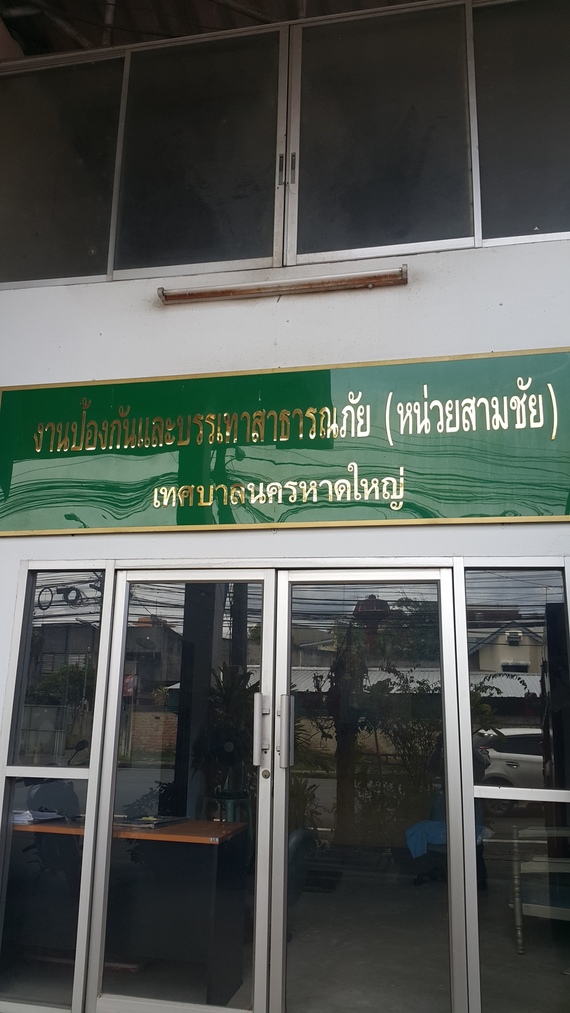 งานป้องกันและบรรเทาสาธารณภัย (หน่วยสามชัย)
เทศบาลนครหาดใหญ่